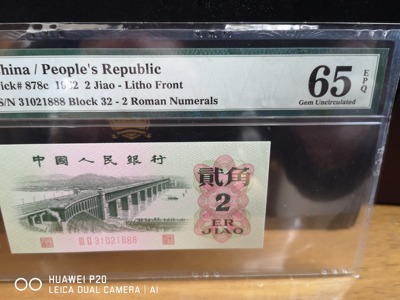 China / People's Republic
Pick# 878c 1962 2 Jiao - Litho Front
S/N 31021888 Block 32 - 2 Roman Numerals
65 EPQ
Gem Uncirculated
中國人民銀行
貳角
2
ER
JIAO
III II 31021888
HUAWEI P20
LEICA DUAL CAMERA | AI